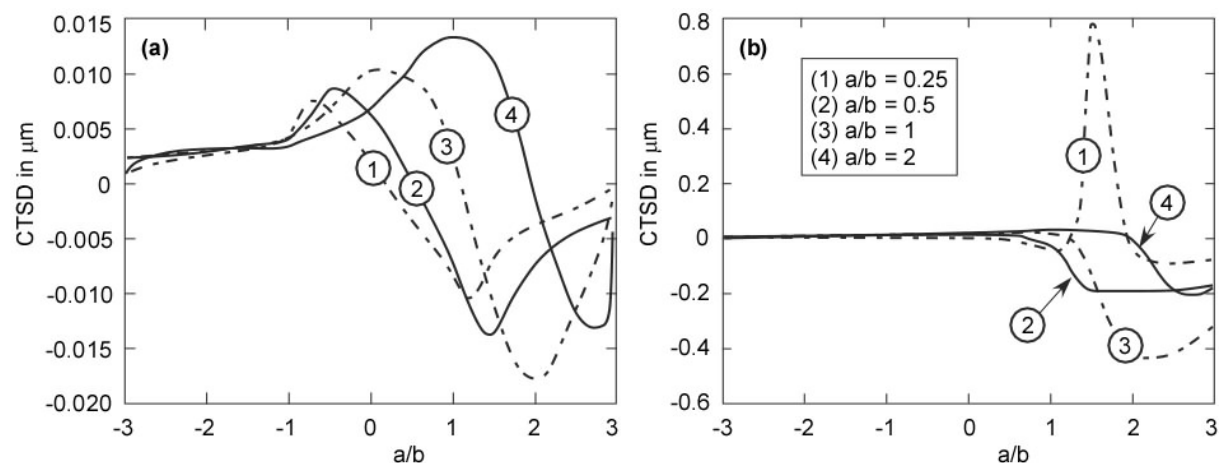 (a)
CTSD in μm
0.015
0.010
0.005
0
-0.005
-0.010
-0.015
-0.020
-3 -2 -1 0 1 2 3
a/b
1
2
3
4
(b)
CTSD in μm
0.8
0.6
0.4
0.2
0
-0.2
-0.4
-0.6
-3 -2 -1 0 1 2 3
a/b
(1) a/b = 0.25
(2) a/b = 0.5
(3) a/b = 1
(4) a/b = 2
1
4
2
3